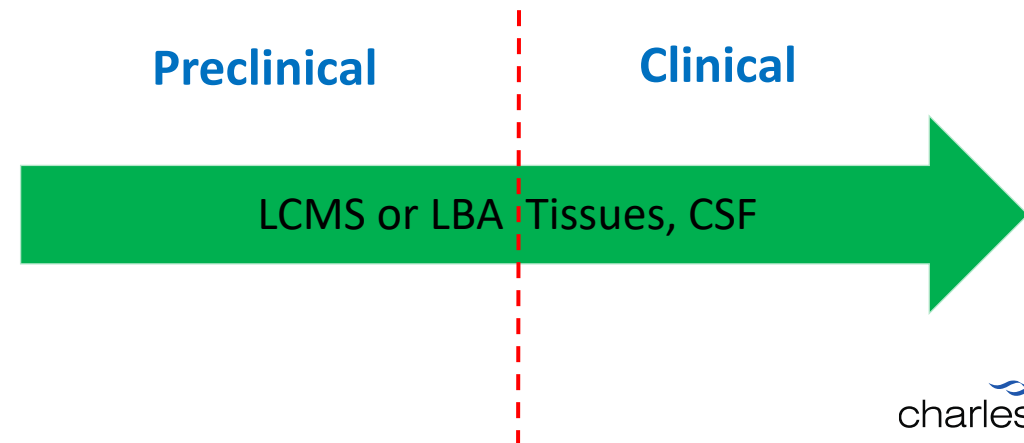 Preclinical
Clinical
LCMS or LBA Tissues, CSF
charles